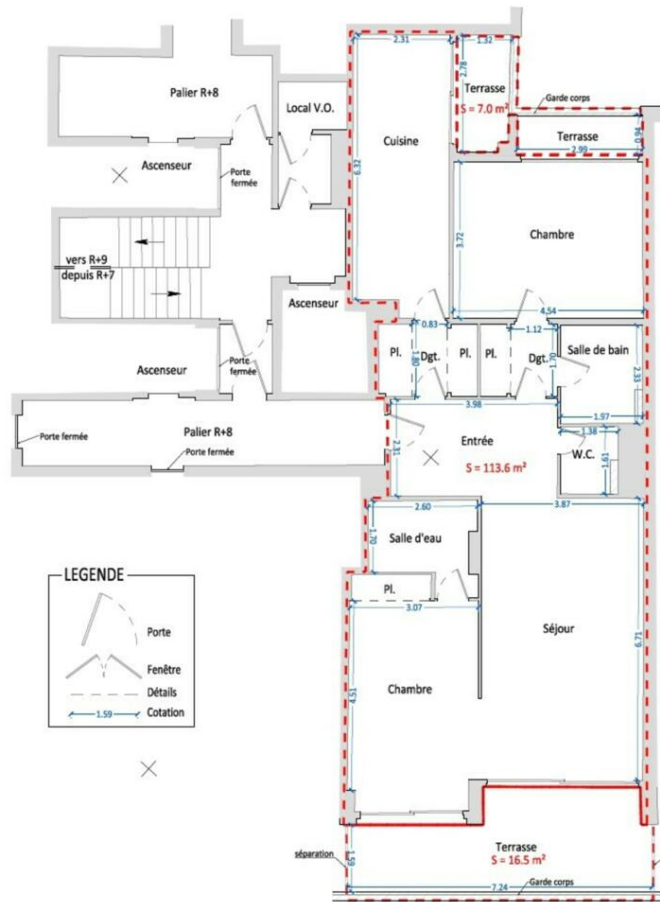 2.31
1.32
Palier R+8
2.78
Terrasse
S = 7.0 m²
Garde corps
Local V.O.
Terrasse
0.94
2.99
Cuisine
Ascenseur
Porte
fermée
6.32
Chambre
3.72
vers R+9
depuis R+7
4.54
Ascenseur
0.83
1.12
Pl.
1.80
Dgt.
Pl.
Pl.
Dgt.
1.70
Salle de bain
2.33
Porte
fermée
Ascenseur
1.97
3.98
1.38
Palier R+8
Porte fermée
Porte fermée
2.31
Entrée
S = 113.6 m²
W.C.
1.61
2.60
3.87
1.70
Salle d'eau
Pl.
3.07
LEGENDE
Porte
Fenêtre
Détails
1.59
Cotation
Séjour
6.71
Chambre
4.51
séparation
1.59
Terrasse
S = 16.5 m²
7.24
Garde corps